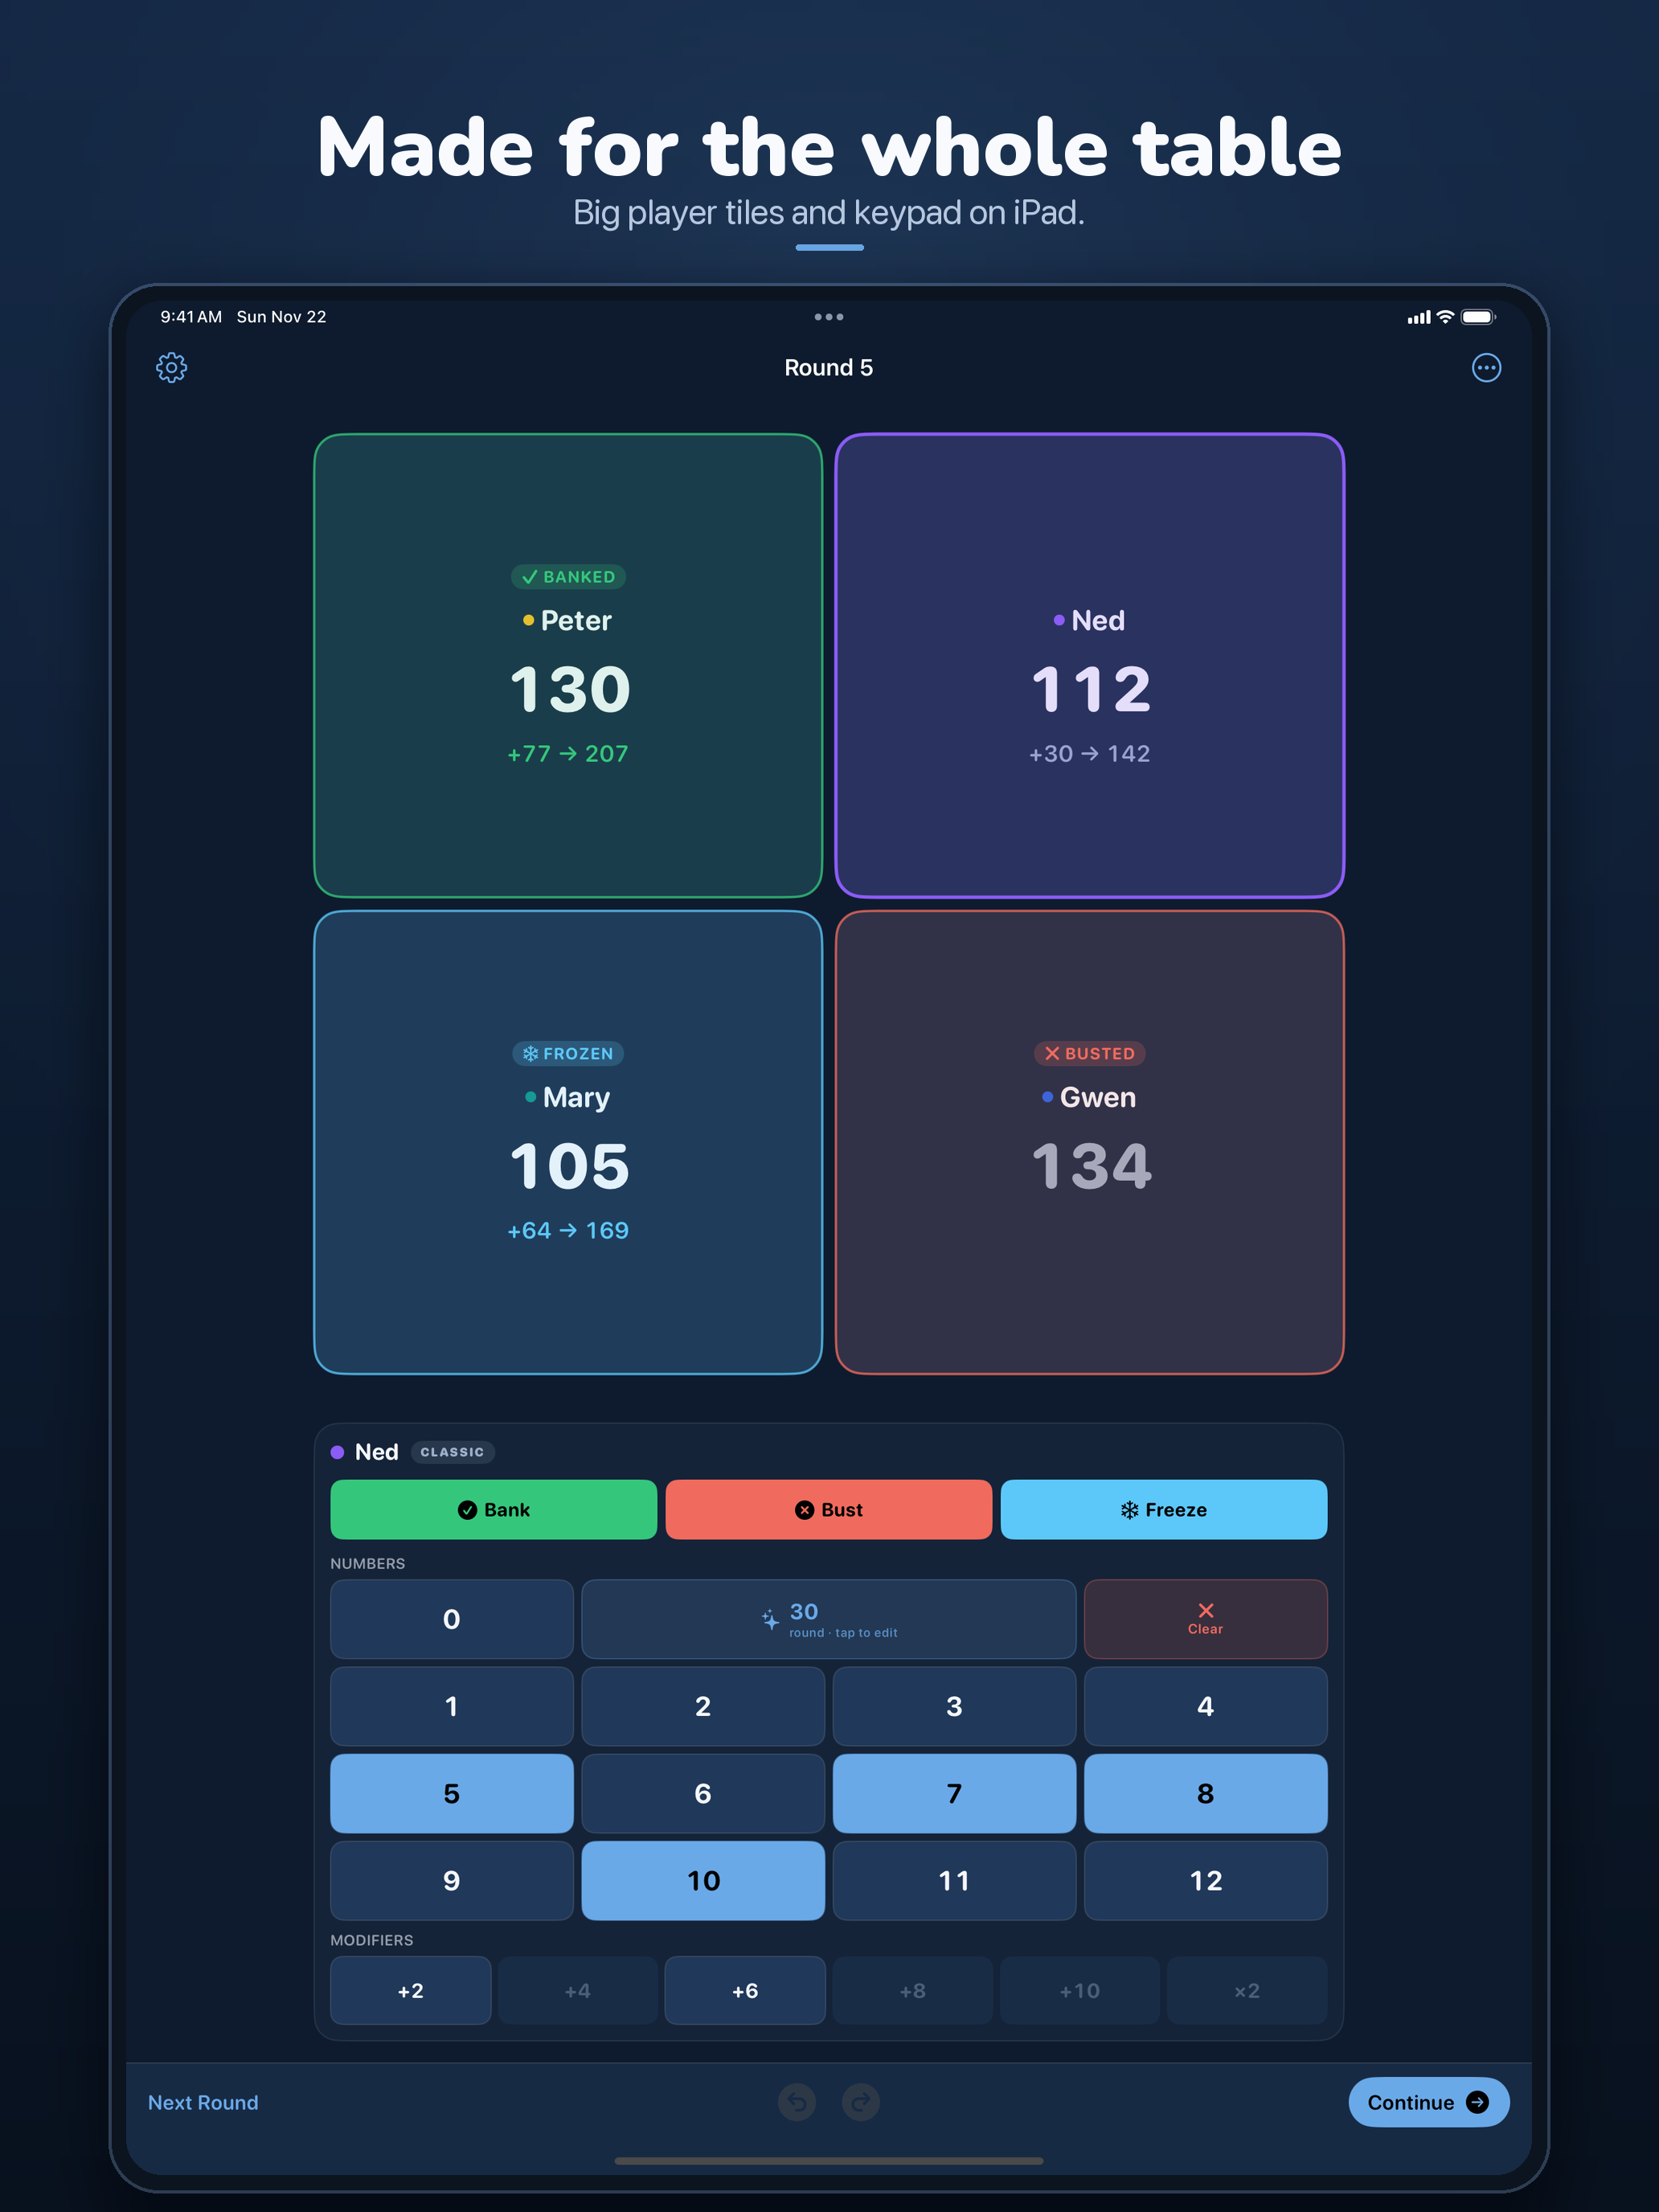 Made for the whole table
Big player tiles and keypad on iPad.
9:41 AM Sun Nov 22
Round 5
BANKED
Peter
130
+77 → 207
Ned
112
+30 → 142
FROZEN
Mary
105
+64 → 169
BUSTED
Gwen
134
Ned CLASSIC
Bank Bust Freeze
NUMBERS
0 30 Clear
round · tap to edit
1 2 3 4
5 6 7 8
9 10 11 12
MODIFIERS
+2 +4 +6 +8 +10 ×2
Next Round Continue